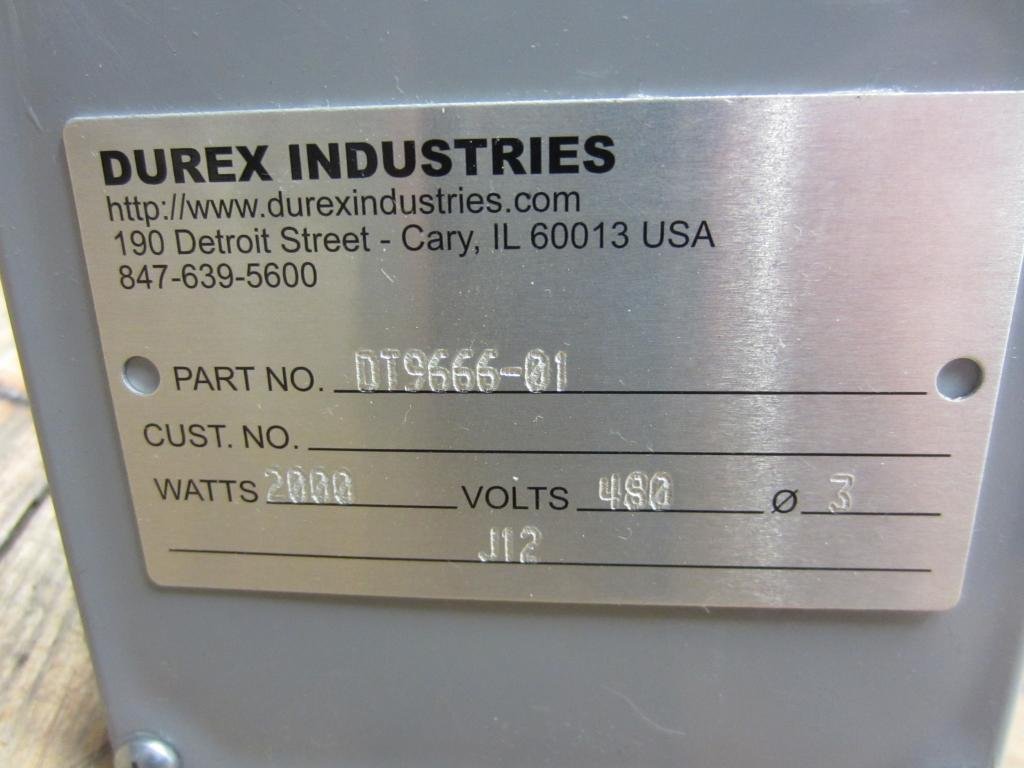 DUREX INDUSTRIES
http://www.durexindustries.com
190 Detroit Street - Cary, IL 60013 USA
847-639-5600
PART NO. DT9666-01
CUST. NO.
WATTS 2000 VOLTS 480 Ø 3
J12